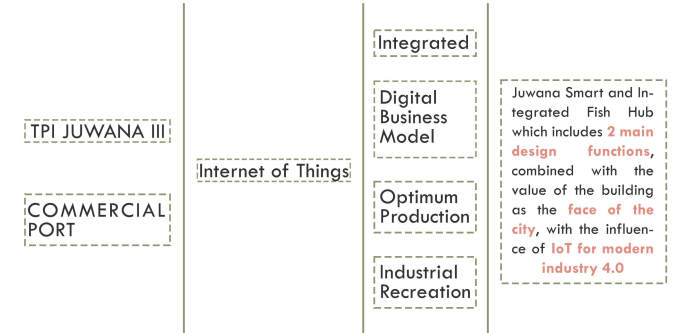 TPI JUWANA III
COMMERCIAL
PORT
Internet of Things
Integrated
Digital
Business
Model
Optimum
Production
Industrial
Recreation
Juwana Smart and In-
tegrated Fish Hub
which includes 2 main
design functions,
combined with the
value of the building
as the face of the
city, with the influen-
ce of IoT for modern
industry 4.0